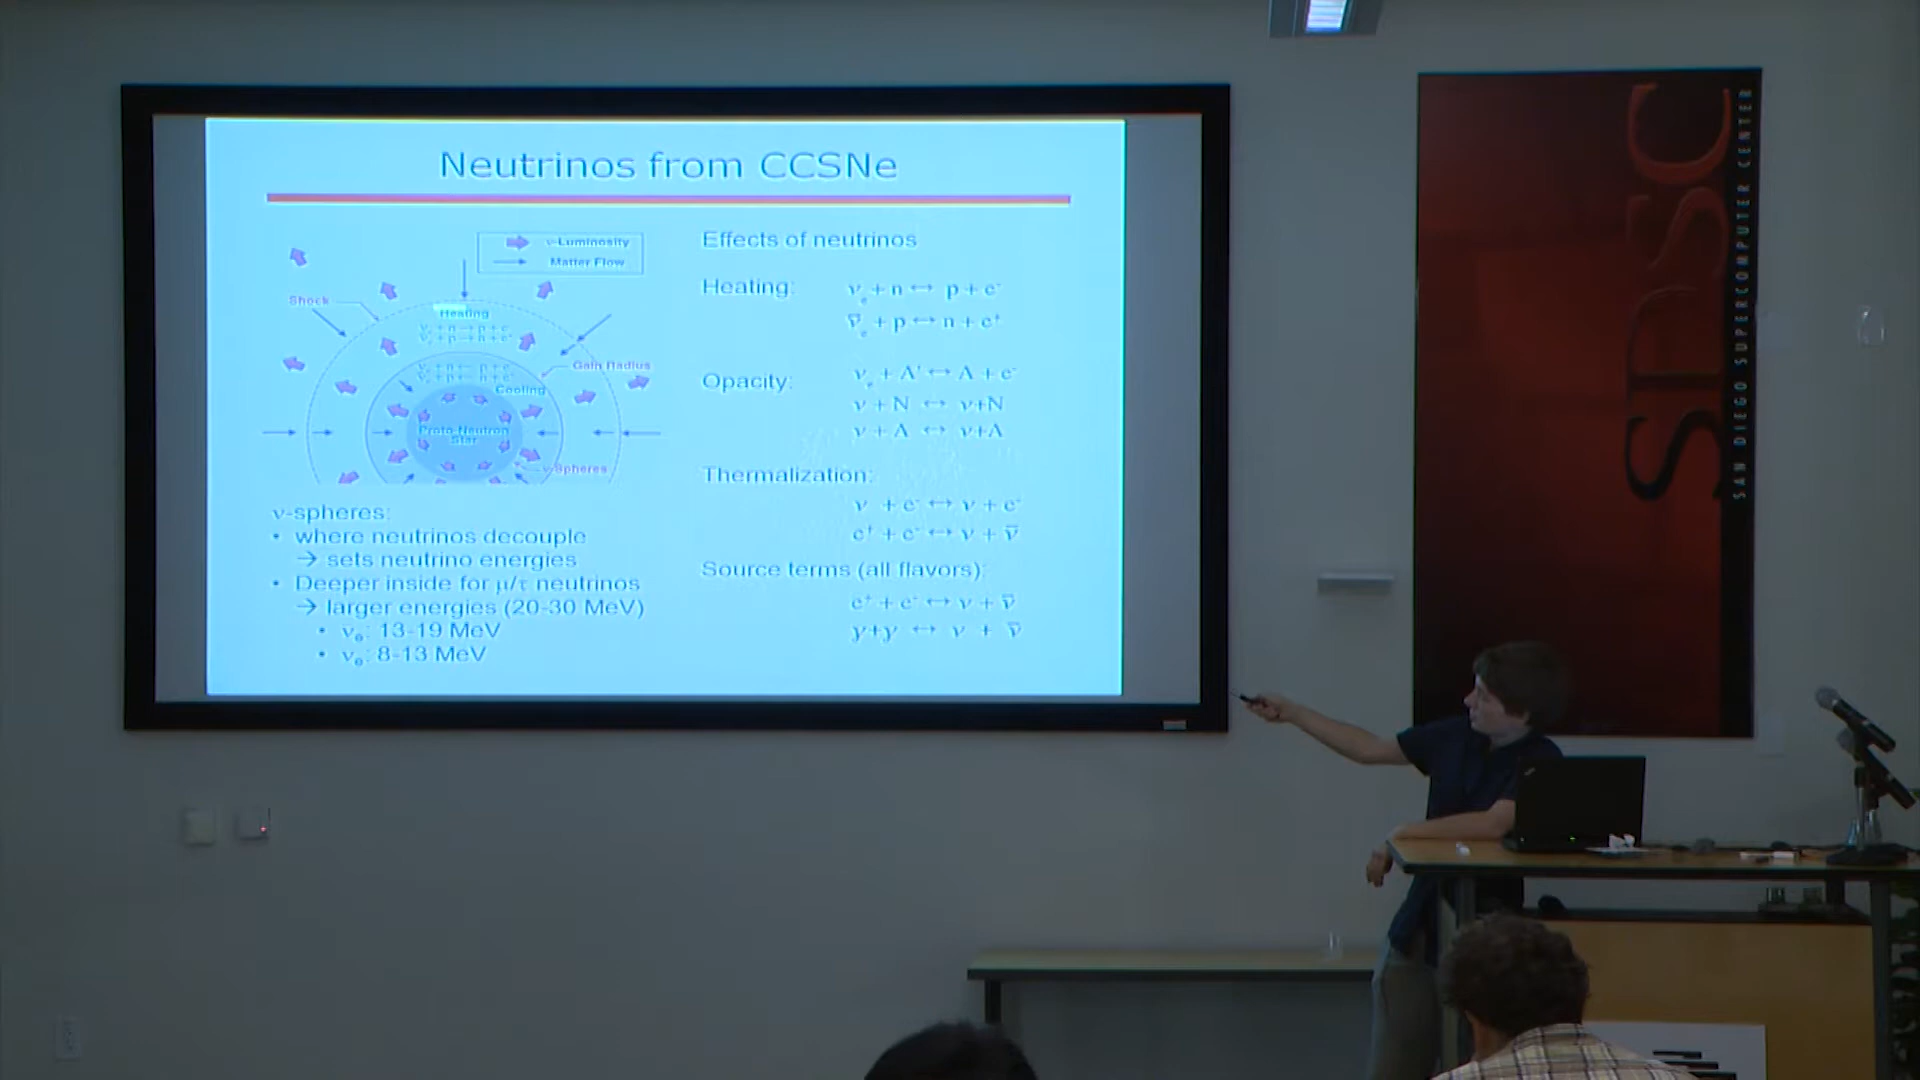 Neutrinos from CCSNe
ν-Luminosity
Matter Flow
Shock
Heating
Gain Radius
Cooling
Proto-Neutron
Star
ν-Spheres
ν-spheres:
• where neutrinos decouple
→ sets neutrino energies
• Deeper inside for μ/τ neutrinos
→ larger energies (20-30 MeV)
• ν̅e: 13-19 MeV
• νe: 8-13 MeV
Effects of neutrinos
Heating: νe + n ↔ p + e-
ν̅e + p ↔ n + e+
Opacity: νe + A' ↔ A + e-
ν + N ↔ ν+N
ν + A ↔ ν+A
Thermalization:
ν + e- ↔ ν + e-
e+ + e- ↔ ν + ν̅
Source terms (all flavors):
e+ + e- ↔ ν + ν̅
γ+γ ↔ ν + ν̅
SDSC
SAN DIEGO SUPERCOMPUTER CENTER